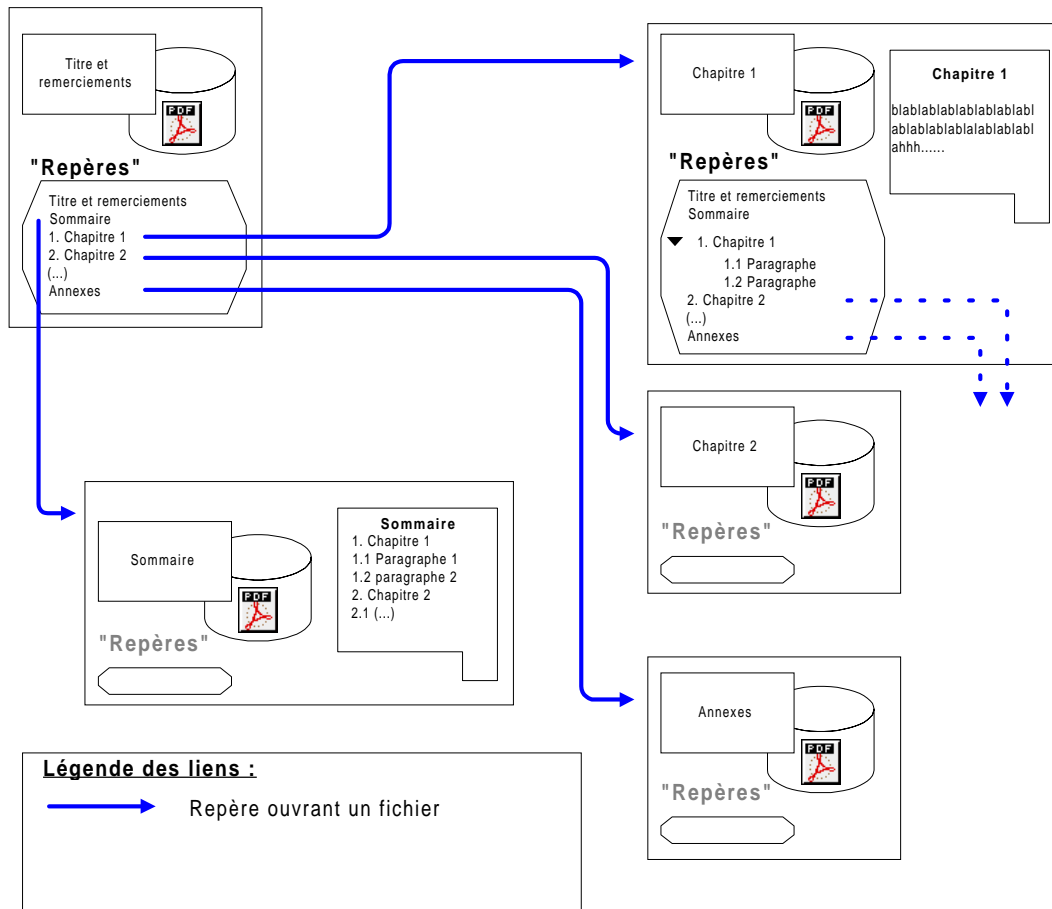 Titre et
remerciements
PDF
"Repères"
Titre et remerciements
Sommaire
1. Chapitre 1
2. Chapitre 2
(...)
Annexes
Chapitre 1
PDF
Chapitre 1
blablablablablablablabl
ablablablablalablablabl
ahhh......
"Repères"
Titre et remerciements
Sommaire
1. Chapitre 1
1.1 Paragraphe
1.2 Paragraphe
2. Chapitre 2
(...)
Annexes
Chapitre 2
PDF
"Repères"
Sommaire
PDF
"Repères"
Sommaire
1. Chapitre 1
1.1 Paragraphe 1
1.2 paragraphe 2
2. Chapitre 2
2.1 (...)
Annexes
PDF
"Repères"
Légende des liens :
Repère ouvrant un fichier